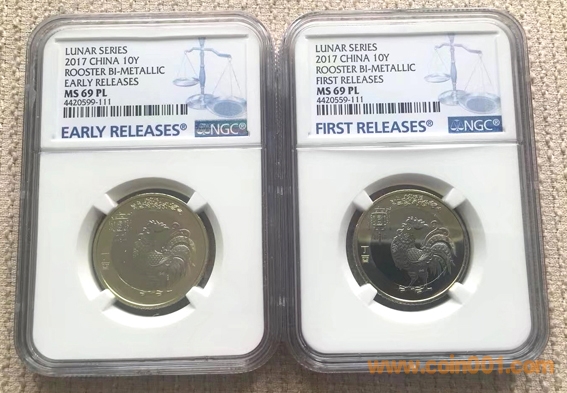 LUNAR SERIES
2017 CHINA 10Y
ROOSTER BI-METALLIC
EARLY RELEASES
MS 69 PL
4420599-111
EARLY RELEASES®
NGC®
LUNAR SERIES
2017 CHINA 10Y
ROOSTER BI-METALLIC
FIRST RELEASES
MS 69 PL
4420559-111
FIRST RELEASES®
NGC®
丁酉
www.coin001.com